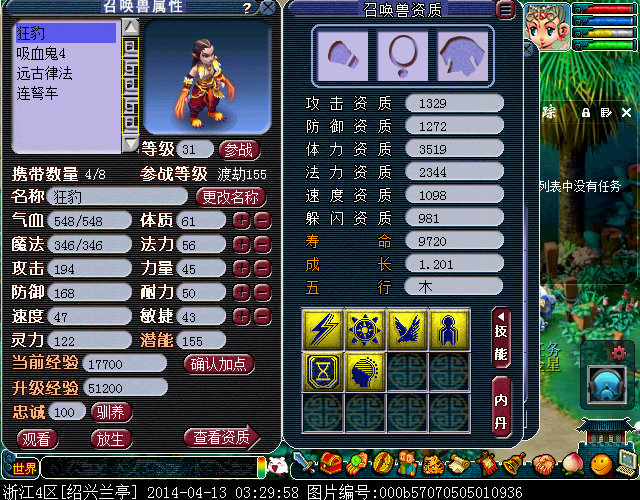 召唤兽属性 ?
狂豹
吸血鬼4
远古律法
连弩车
等级 31 参战
携带数量 4/8 参战等级 渡劫155
名称 狂豹 更改名称
气血 548/548 体质 61
魔法 346/346 法力 56
攻击 194 力量 45
防御 168 耐力 50
速度 47 敏捷 43
灵力 122 潜能 155
当前经验 17700 确认加点
升级经验 51200
忠诚 100 驯养
观看 放生 查看资质
召唤兽资质
攻击资质 1329
防御资质 1272
体力资质 3519
法力资质 2344
速度资质 1098
躲闪资质 981
寿命 9720
成长 1.201
五行 木
技能
内丹
踪
列表中没有任务
世界
浙江4区[绍兴兰亭] 2014-04-13 03:29:58 图片编号:000b57070505010936